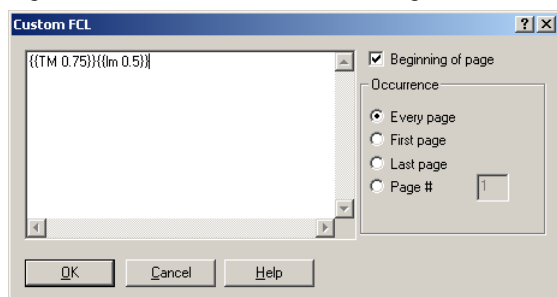 Custom FCL
{{TM 0.75}}{{lm 0.5}}
Beginning of page
Occurrence
Every page
First page
Last page
Page # 1
OK Cancel Help